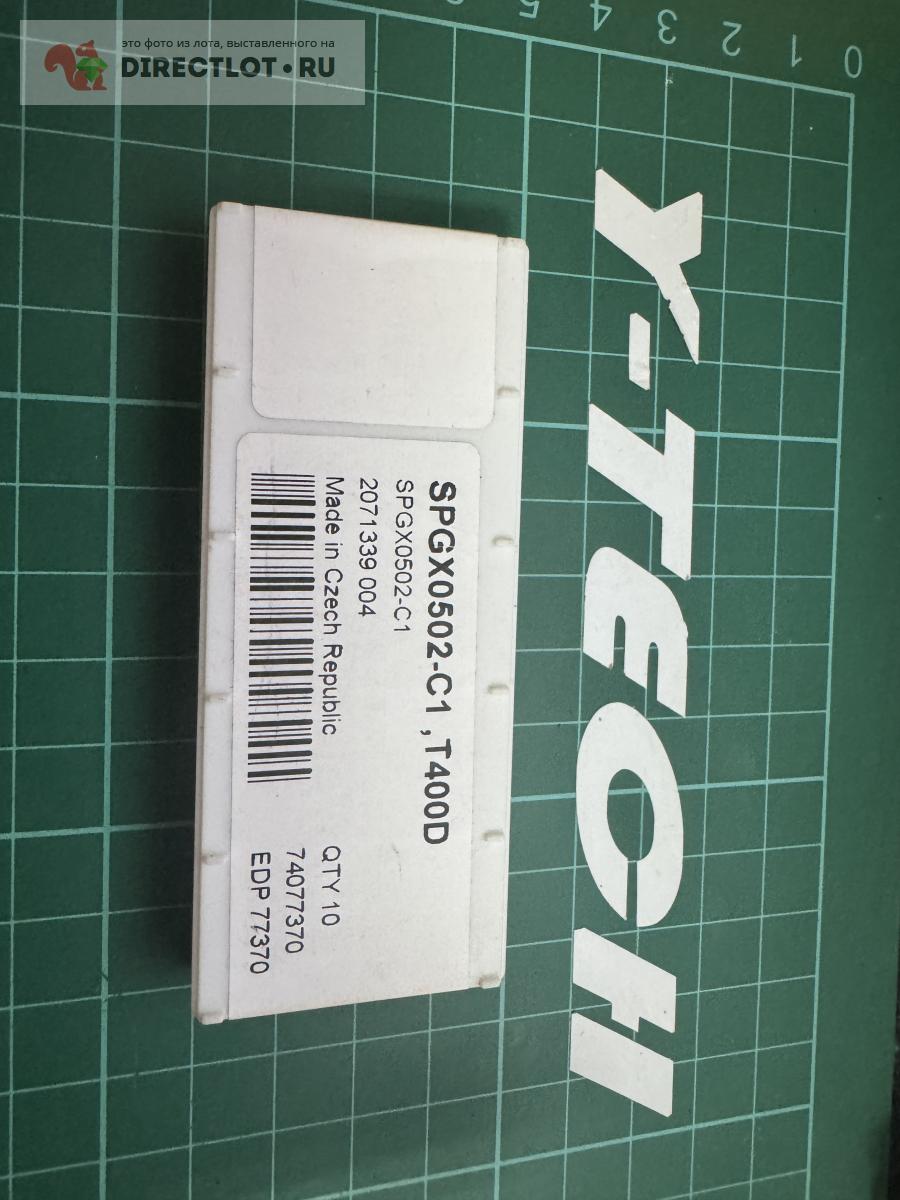 это фото из лота, выставленного на
DIRECTLOT.RU
5 4 3 2 1 0
Y-TECH
SPGX0502-C1 ,T400D
SPGX0502-C1
2071339 004
Made in Czech Republic
QTY 10
74077370
EDP 77370